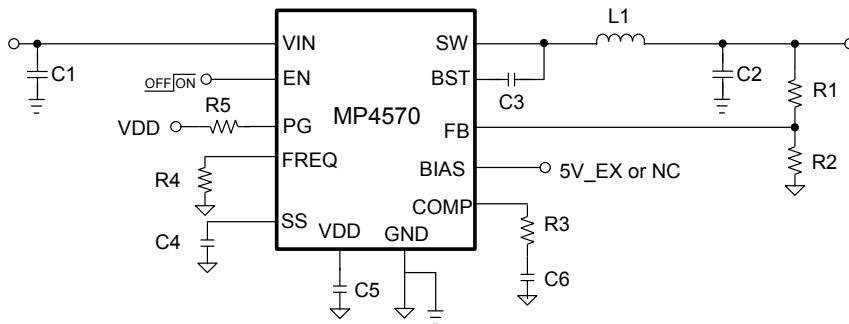 L1
VIN
SW
C1
OFF ON
EN
BST
C2
R1
C3
R5
MP4570
VDD
PG
FB
FREQ
R4
BIAS
5V_EX or NC
R2
COMP
SS
R3
C4
VDD
GND
C5
C6